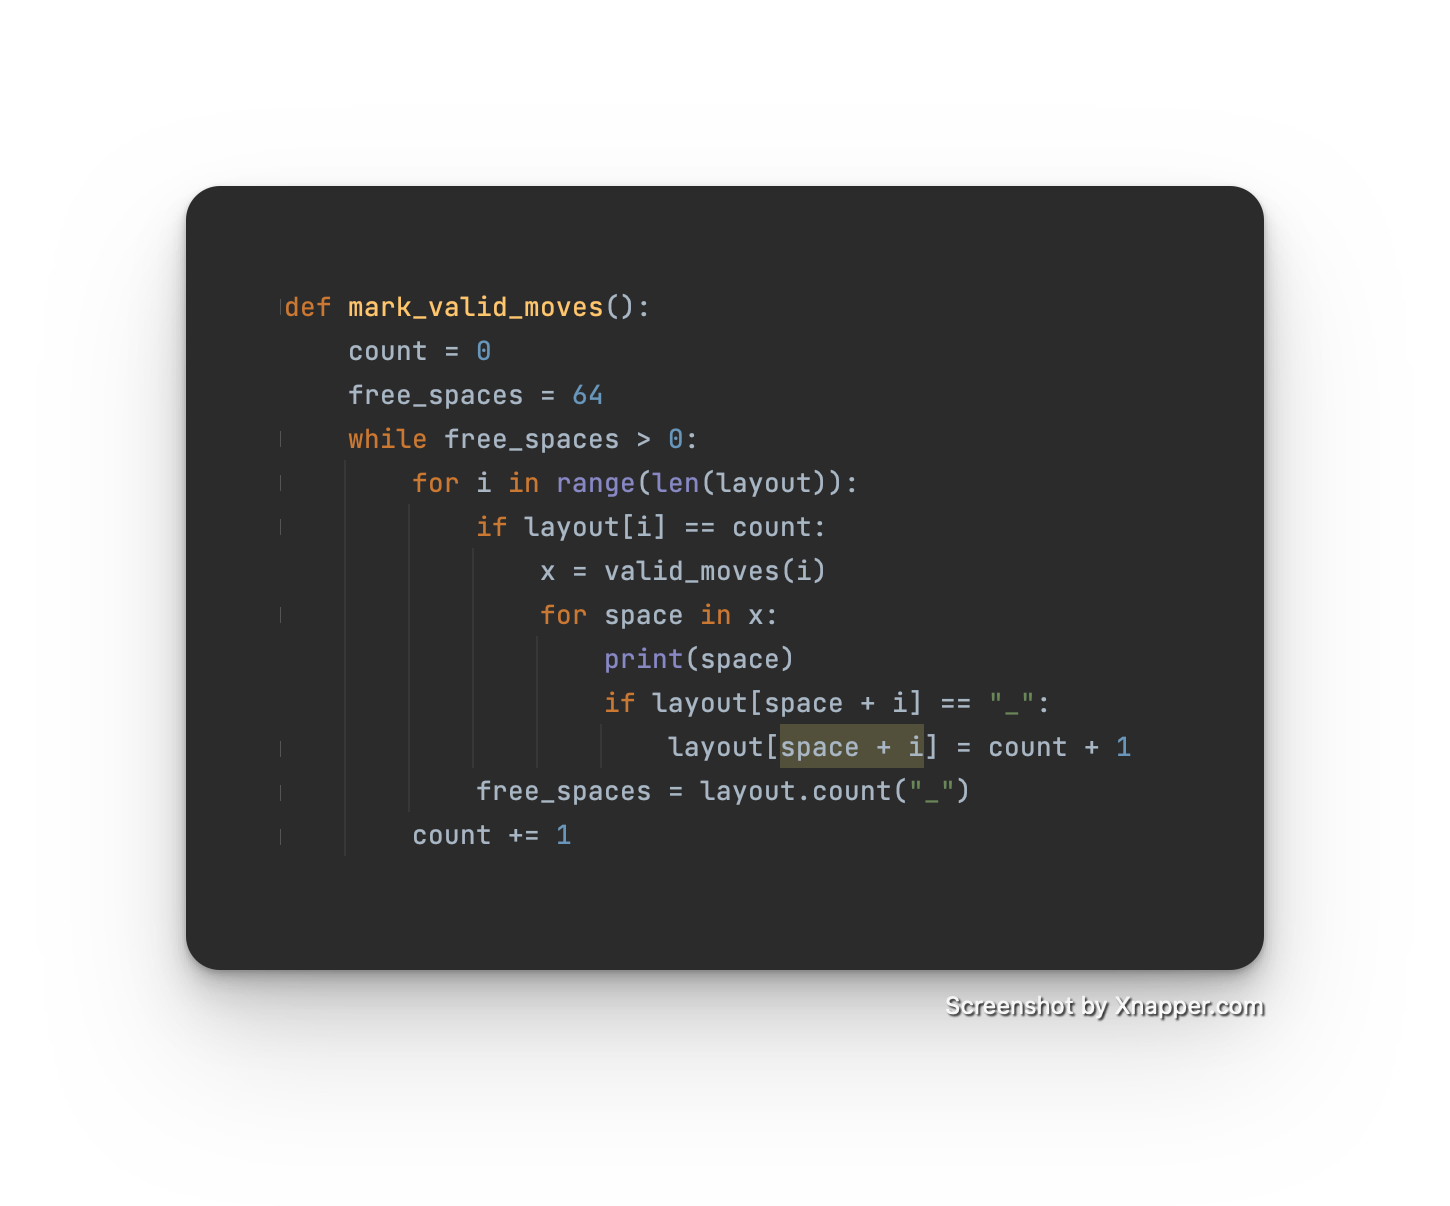 def mark_valid_moves():
    count = 0
    free_spaces = 64
    while free_spaces > 0:
        for i in range(len(layout)):
            if layout[i] == count:
                x = valid_moves(i)
                for space in x:
                    print(space)
                    if layout[space + i] == "_":
                        layout[space + i] = count + 1
            free_spaces = layout.count("_")
        count += 1
Screenshot by Xnapper.com